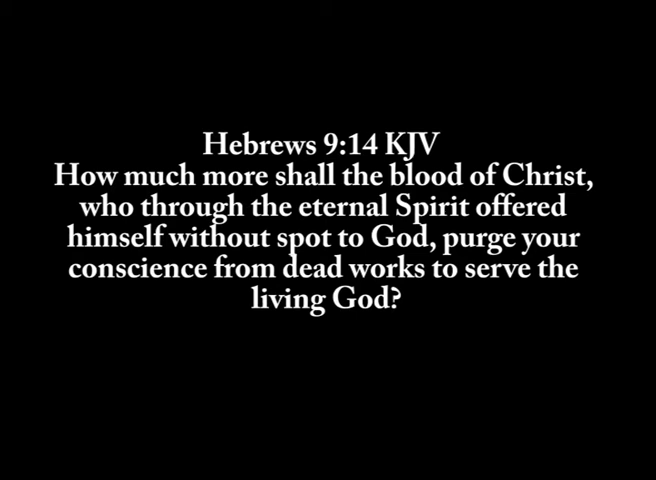 Hebrews 9:14 KJV
How much more shall the blood of Christ,
who through the eternal Spirit offered
himself without spot to God, purge your
conscience from dead works to serve the
living God?